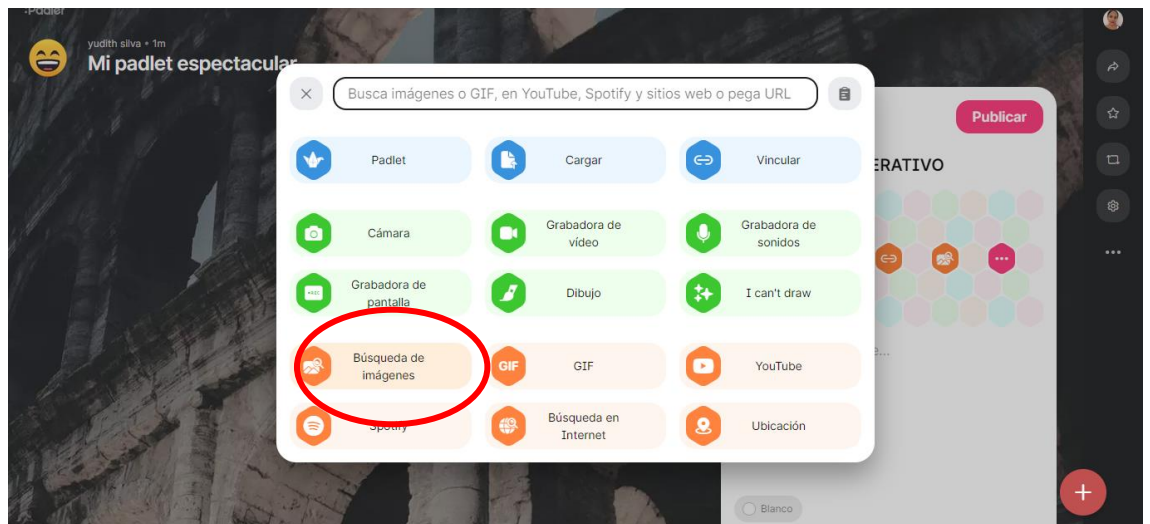 :Padler
yudith silva • 1m
Mi padlet espectacular
Busca imágenes o GIF, en YouTube, Spotify y sitios web o pega URL
Publicar
Padlet
Cargar
Vincular
ERATIVO
Cámara
Grabadora de
vídeo
Grabadora de
sonidos
Grabadora de
pantalla
Dibujo
I can't draw
Búsqueda de
imágenes
GIF
GIF
YouTube
Spotify
Búsqueda en
Internet
Ubicación
Blanco